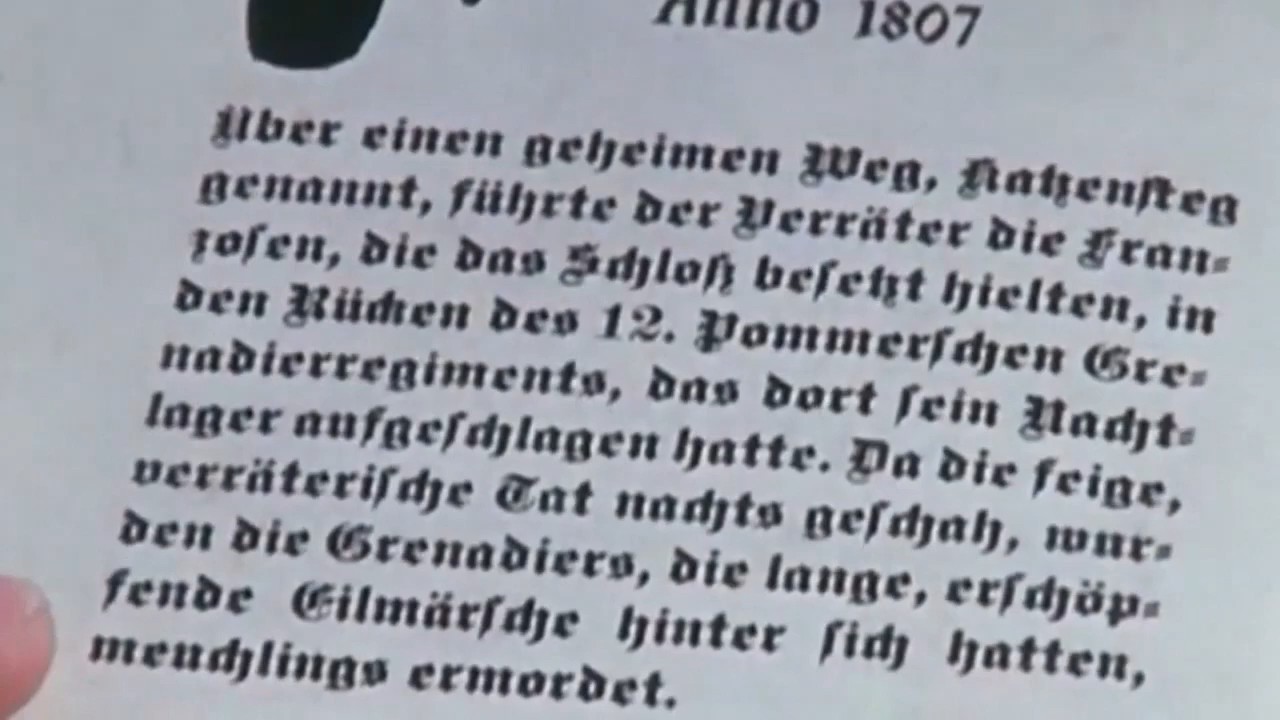 Anno 1807
Über einen geheimen Weg, Katzensteg
genannt, führte der Verräter die Fran-
zosen, die das Schloß besetzt hielten, in
den Rücken des 12. Pommerschen Gre-
nadierregiments, das dort sein Nacht-
lager aufgeschlagen hatte. Da die feige,
verräterische Tat nachts geschah, wur-
den die Grenadiers, die lange, erschöp-
fende Eilmärsche hinter sich hatten,
meuchlings ermordet.